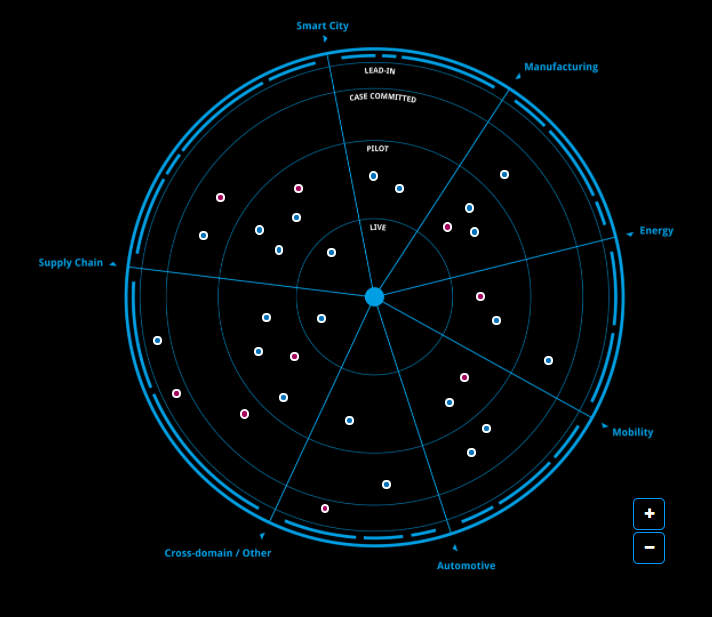 Smart City
Manufacturing
LEAD-IN
CASE COMMITTED
PILOT
LIVE
Energy
Supply Chain
Mobility
Cross-domain / Other
Automotive
+
−